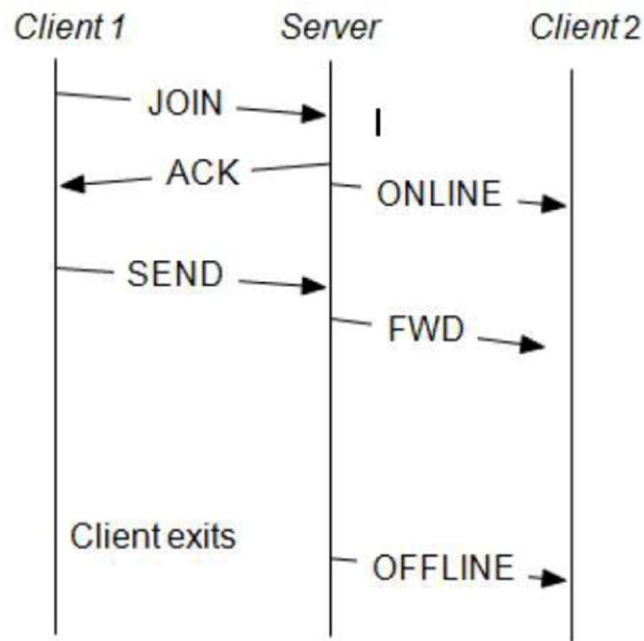 Client 1 Server Client 2
JOIN
ACK
ONLINE
SEND
FWD
Client exits
OFFLINE